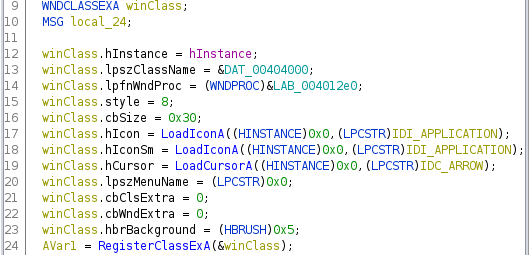 9 WNDCLASSEXA winClass;
10 MSG local_24;
11
12 winClass.hInstance = hInstance;
13 winClass.lpszClassName = &DAT_00404000;
14 winClass.lpfnWndProc = (WNDPROC)&LAB_004012e0;
15 winClass.style = 8;
16 winClass.cbSize = 0x30;
17 winClass.hIcon = LoadIconA((HINSTANCE)0x0,(LPCSTR)IDI_APPLICATION);
18 winClass.hIconSm = LoadIconA((HINSTANCE)0x0,(LPCSTR)IDI_APPLICATION);
19 winClass.hCursor = LoadCursorA((HINSTANCE)0x0,(LPCSTR)IDC_ARROW);
20 winClass.lpszMenuName = (LPCSTR)0x0;
21 winClass.cbClsExtra = 0;
22 winClass.cbWndExtra = 0;
23 winClass.hbrBackground = (HBRUSH)0x5;
24 AVar1 = RegisterClassExA(&winClass);